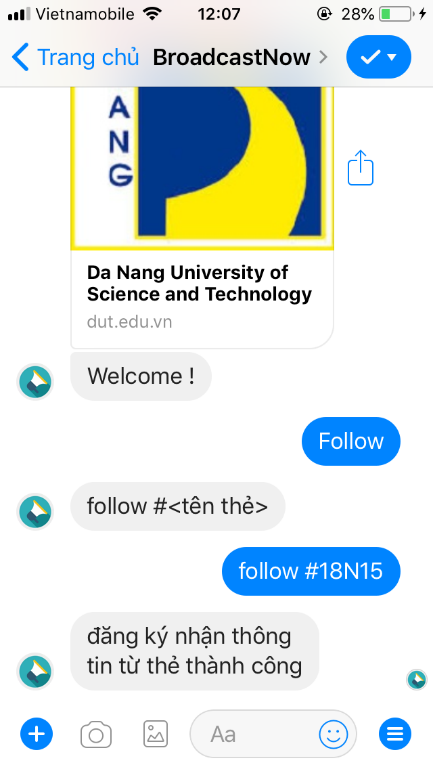 Vietnamobile 12:07 28%
Trang chủ BroadcastNow
A
N
G
Da Nang University of
Science and Technology
dut.edu.vn
Welcome !
Follow
follow #<tên thẻ>
follow #18N15
đăng ký nhận thông
tin từ thẻ thành công
Aa